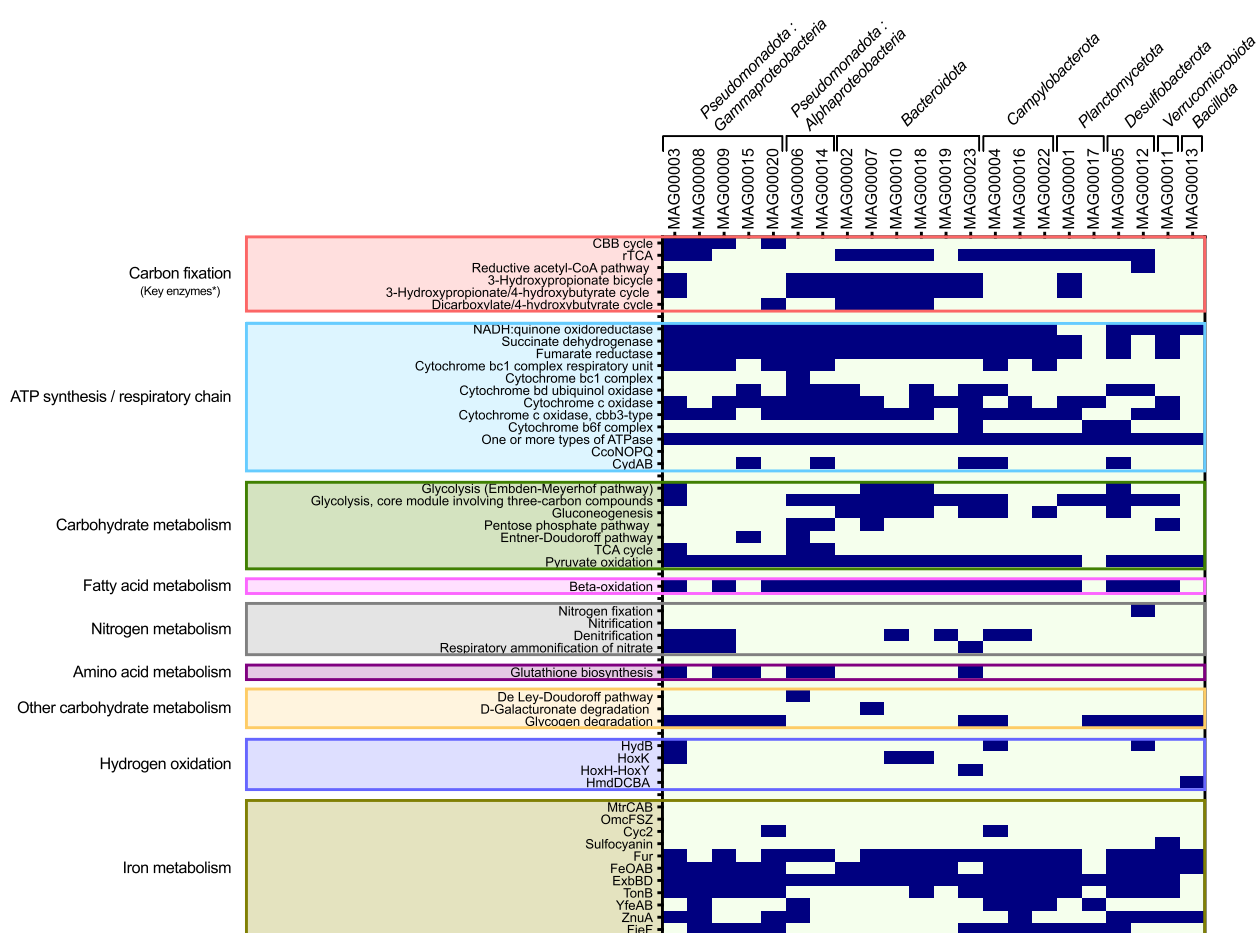 Pseudomonadota :
Gammaproteobacteria
Pseudomonadota :
Alphaproteobacteria
Bacteroidota
Campylobacterota
Planctomycetota
Desulfobacterota
Verrucomicrobiota
Bacillota
MAG00003
MAG00008
MAG00009
MAG00015
MAG00020
MAG00006
MAG00014
MAG00002
MAG00007
MAG00010
MAG00018
MAG00019
MAG00023
MAG00004
MAG00016
MAG00022
MAG00001
MAG00017
MAG00005
MAG00012
MAG00011
MAG00013
Carbon fixation
(Key enzymes*)
CBB cycle
rTCA
Reductive acetyl-CoA pathway
3-Hydroxypropionate bicycle
3-Hydroxypropionate/4-hydroxybutyrate cycle
Dicarboxylate/4-hydroxybutyrate cycle
ATP synthesis / respiratory chain
NADH:quinone oxidoreductase
Succinate dehydrogenase
Fumarate reductase
Cytochrome bc1 complex respiratory unit
Cytochrome bc1 complex
Cytochrome bd ubiquinol oxidase
Cytochrome c oxidase
Cytochrome c oxidase, cbb3-type
Cytochrome b6f complex
One or more types of ATPase
CcoNOPQ
CydAB
Carbohydrate metabolism
Glycolysis (Embden-Meyerhof pathway)
Glycolysis, core module involving three-carbon compounds
Gluconeogenesis
Pentose phosphate pathway
Entner-Doudoroff pathway
TCA cycle
Pyruvate oxidation
Fatty acid metabolism
Beta-oxidation
Nitrogen metabolism
Nitrogen fixation
Nitrification
Denitrification
Respiratory ammonification of nitrate
Amino acid metabolism
Glutathione biosynthesis
Other carbohydrate metabolism
De Ley-Doudoroff pathway
D-Galacturonate degradation
Glycogen degradation
Hydrogen oxidation
HydB
HoxK
HoxH-HoxY
HmdDCBA
Iron metabolism
MtrCAB
OmcFSZ
Cyc2
Sulfocyanin
Fur
FeOAB
ExbBD
TonB
YfeAB
ZnuA
FieF